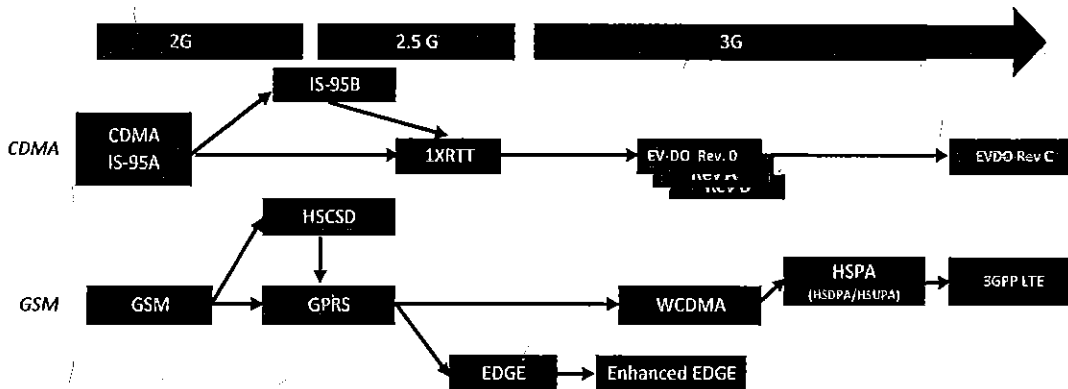 2G 2.5 G 3G
IS-95B
CDMA
CDMA
IS-95A
1XRTT
EV-DO Rev. 0
Rev A
Rev B
EVDO Rev C
HSCSD
GSM
GSM
GPRS
WCDMA
HSPA
(HSDPA/HSUPA)
3GPP LTE
EDGE
Enhanced EDGE